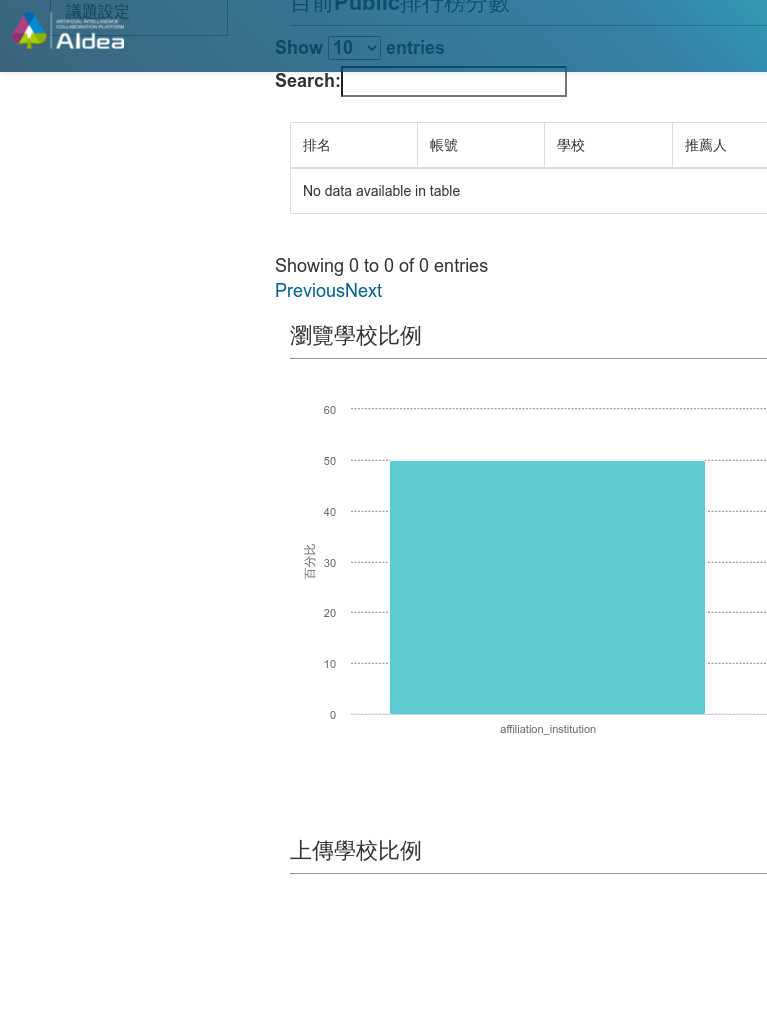 議題設定
ARTIFICIAL INTELLIGENCE
COLLABORATION PLATFORM
AIdea
目前Public排行榜分數
Show 10 entries
Search:
排名 帳號 學校 推薦人
No data available in table
Showing 0 to 0 of 0 entries
PreviousNext
瀏覽學校比例
60
50
40
30
20
10
0
百分比
affiliation_institution
上傳學校比例